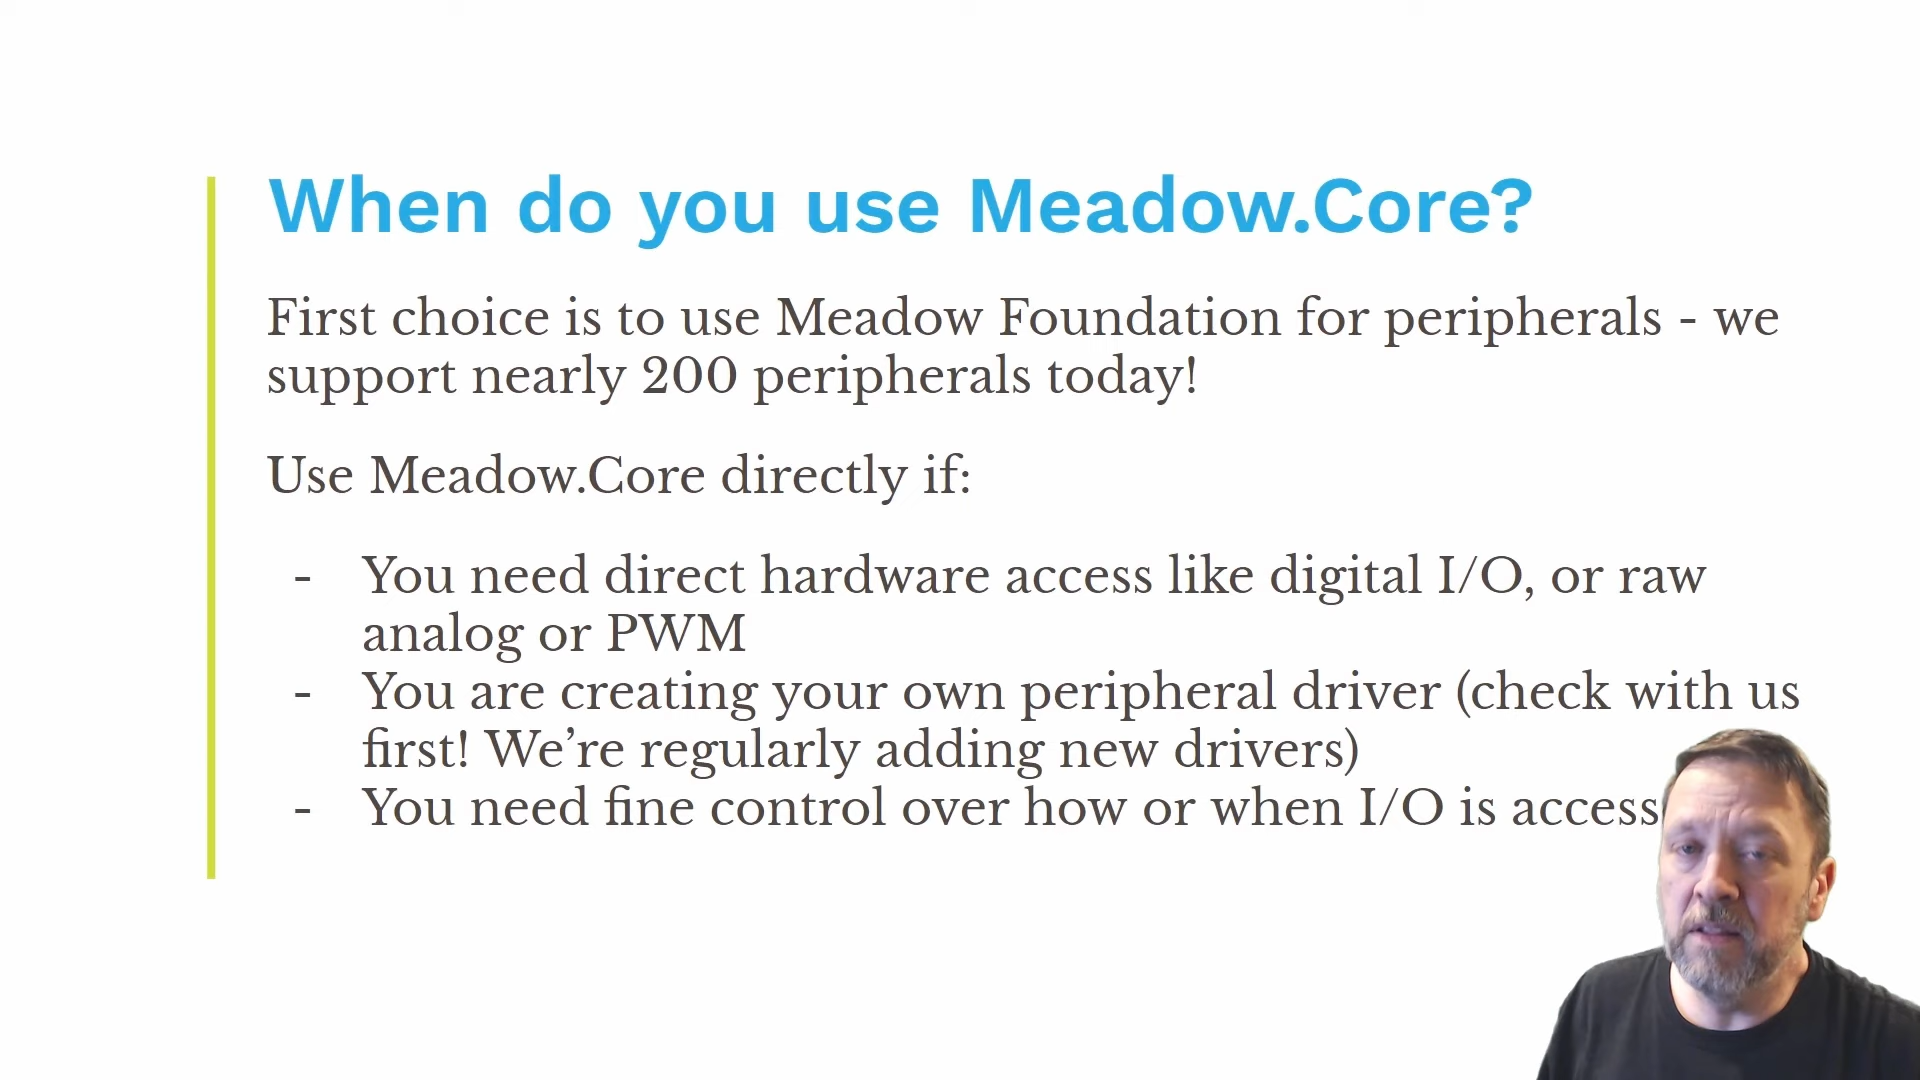 When do you use Meadow.Core?
First choice is to use Meadow Foundation for peripherals - we
support nearly 200 peripherals today!
Use Meadow.Core directly if:
- You need direct hardware access like digital I/O, or raw
analog or PWM
- You are creating your own peripheral driver (check with us
first! We’re regularly adding new drivers)
- You need fine control over how or when I/O is